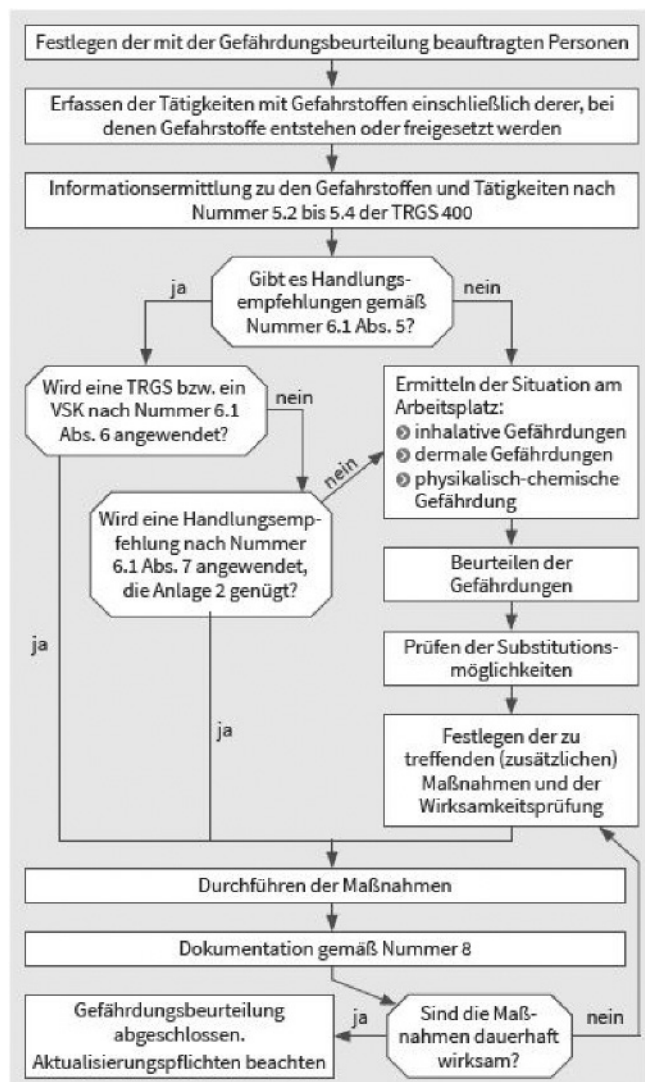 Festlegen der mit der Gefährdungsbeurteilung beauftragten Personen
Erfassen der Tätigkeiten mit Gefahrstoffen einschließlich derer, bei
denen Gefahrstoffe entstehen oder freigesetzt werden
Informationsermittlung zu den Gefahrstoffen und Tätigkeiten nach
Nummer 5.2 bis 5.4 der TRGS 400
Gibt es Handlungs-
empfehlungen gemäß
Nummer 6.1 Abs. 5?
ja
nein
Wird eine TRGS bzw. ein
VSK nach Nummer 6.1
Abs. 6 angewendet?
nein
Wird eine Handlungsemp-
fehlung nach Nummer
6.1 Abs. 7 angewendet,
die Anlage 2 genügt?
nein
ja
ja
Ermitteln der Situation am
Arbeitsplatz:
inhalative Gefährdungen
dermale Gefährdungen
physikalisch-chemische
Gefährdung
Beurteilen der
Gefährdungen
Prüfen der Substitutions-
möglichkeiten
Festlegen der zu
treffenden (zusätzlichen)
Maßnahmen und der
Wirksamkeitsprüfung
Durchführen der Maßnahmen
Dokumentation gemäß Nummer 8
Sind die Maß-
nahmen dauerhaft
wirksam?
ja
nein
Gefährdungsbeurteilung
abgeschlossen.
Aktualisierungspflichten beachten